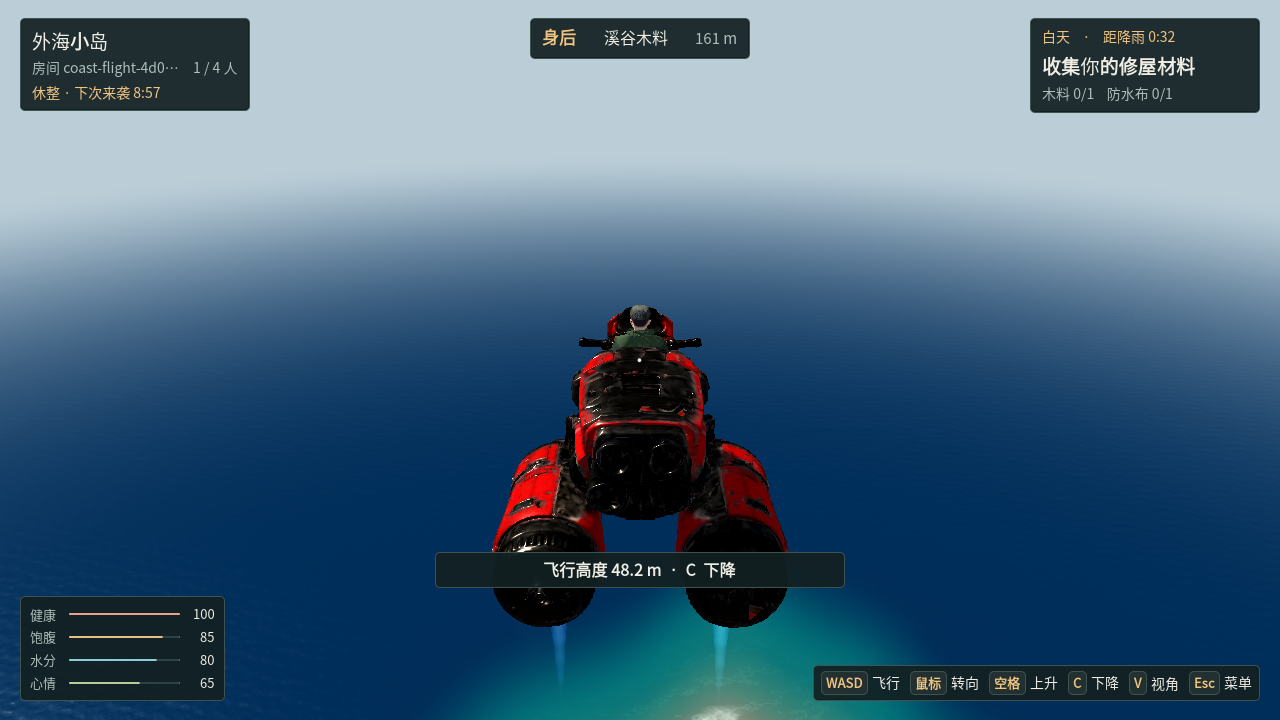 外海小岛
房间 coast-flight-4d0… 1 / 4 人
休整 · 下次来袭 8:57
身后 溪谷木料 161 m
白天 · 距降雨 0:32
收集你的修屋材料
木料 0/1 防水布 0/1
飞行高度 48.2 m · C 下降
健康 100
饱腹 85
水分 80
心情 65
WASD 飞行 鼠标 转向 空格 上升 C 下降 V 视角 Esc 菜单